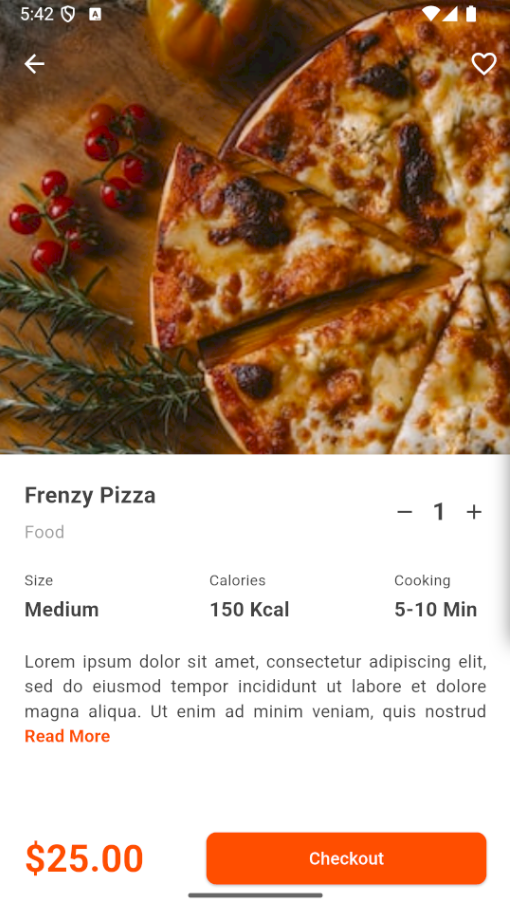 5:42
A
Frenzy Pizza
Food
− 1 +
Size Calories Cooking
Medium 150 Kcal 5-10 Min
Lorem ipsum dolor sit amet, consectetur adipiscing elit,
sed do eiusmod tempor incididunt ut labore et dolore
magna aliqua. Ut enim ad minim veniam, quis nostrud
Read More
$25.00 Checkout